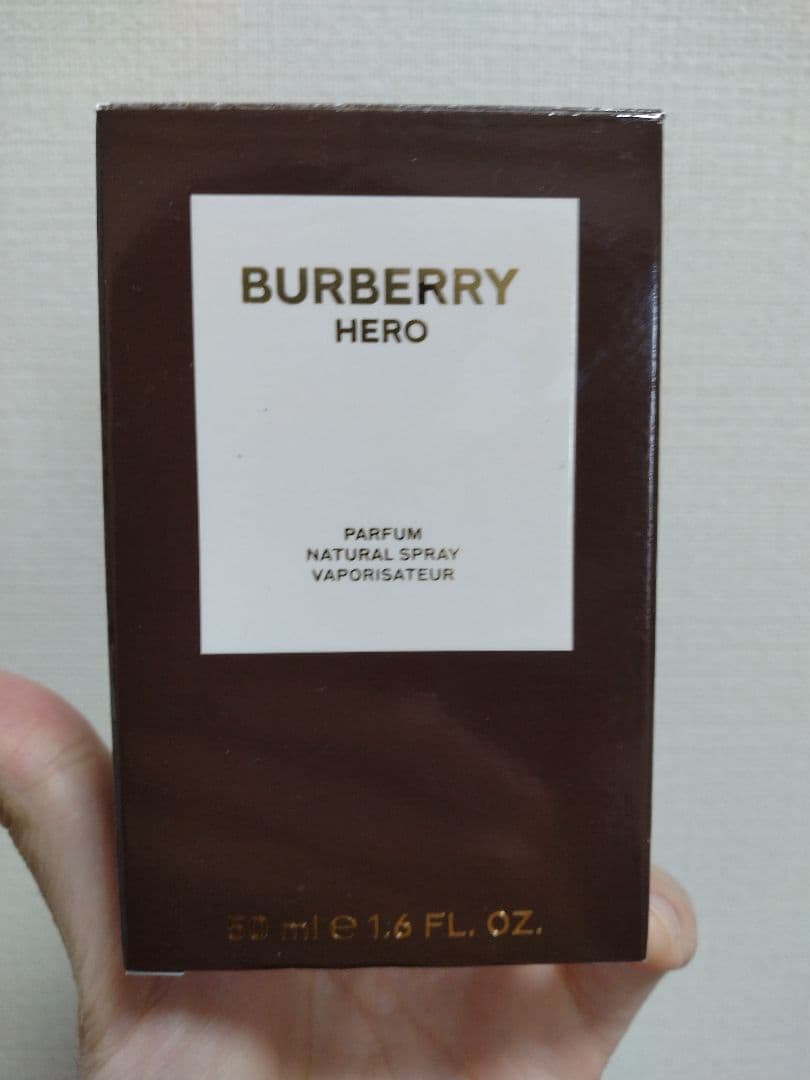 BURBERRY
HERO
PARFUM
NATURAL SPRAY
VAPORISATEUR
50 ml e 1.6 FL. OZ.